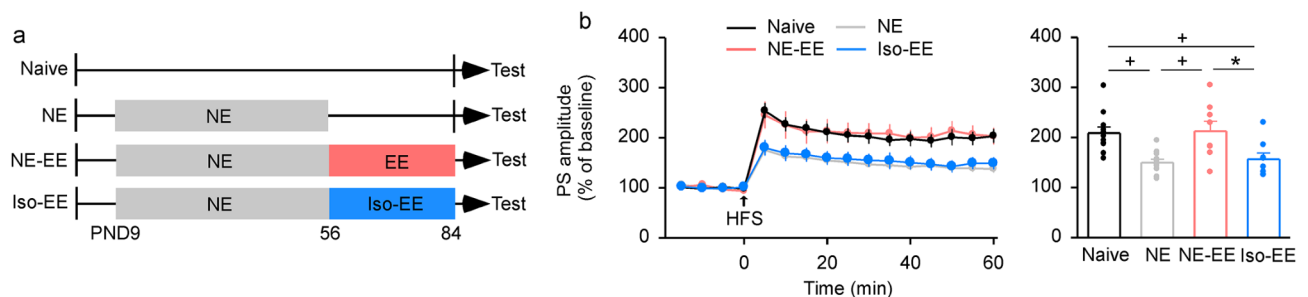 a
Naive
Test
NE
NE
Test
NE-EE
NE
EE
Test
Iso-EE
NE
Iso-EE
Test
PND9
56
84
b
Naive
NE
NE-EE
Iso-EE
PS amplitude
(% of baseline)
400
300
200
100
0
HFS
0
20
40
60
Time (min)
400
300
200
100
0
+
+
+
*
Naive
NE
NE-EE
Iso-EE